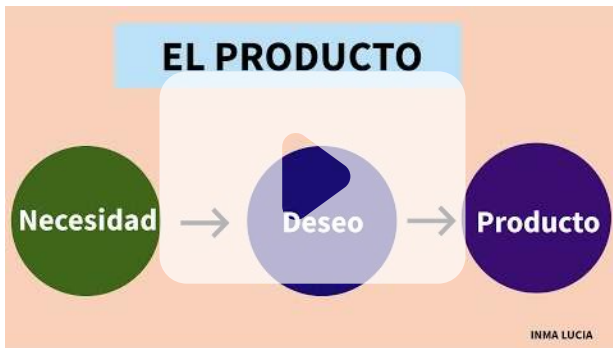 EL PRODUCTO
Necesidad
Deseo
Producto
INMA LUCIA